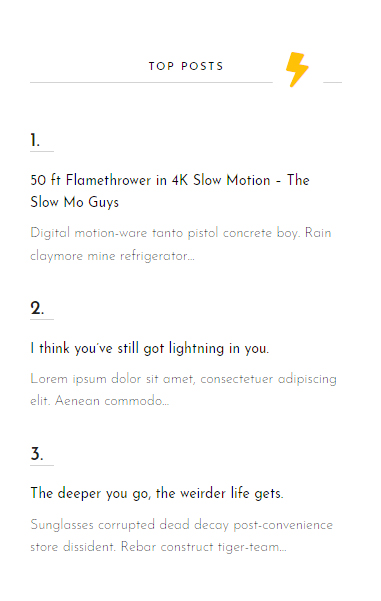 TOP POSTS
1.
50 ft Flamethrower in 4K Slow Motion – The
Slow Mo Guys
Digital motion-ware tanto pistol concrete boy. Rain
claymore mine refrigerator...
2.
I think you've still got lightning in you.
Lorem ipsum dolor sit amet, consectetuer adipiscing
elit. Aenean commodo...
3.
The deeper you go, the weirder life gets.
Sunglasses corrupted dead decay post-convenience
store dissident. Rebar construct tiger-team...